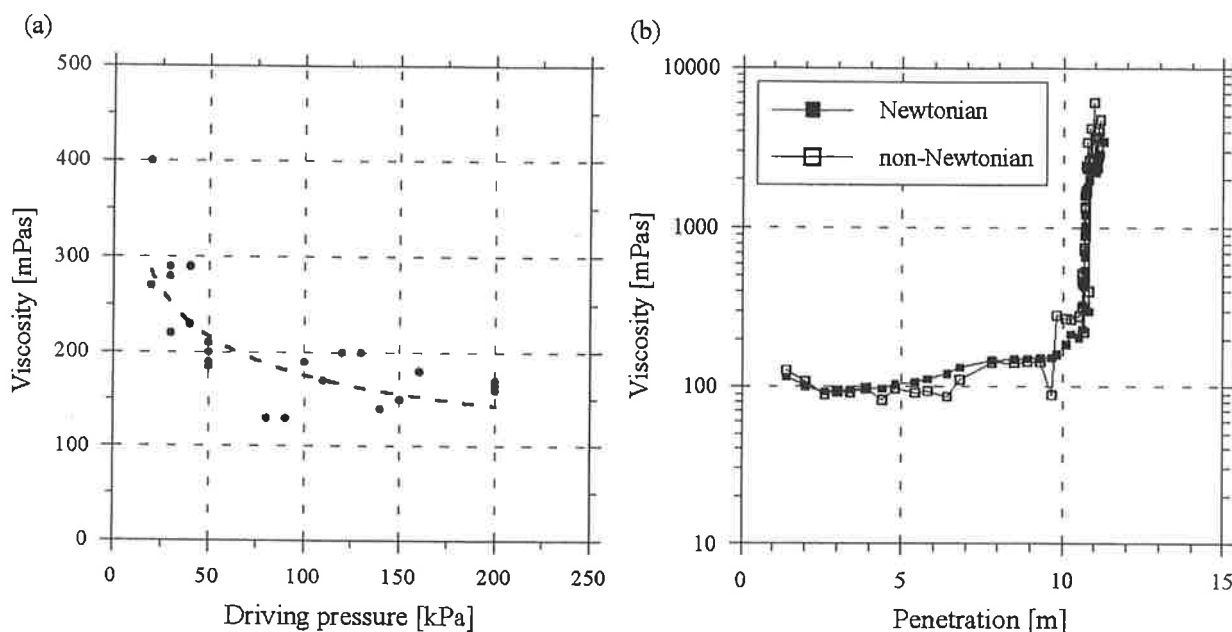 (a)
500
400
300
200
100
0
Viscosity [mPas]
0 50 100 150 200 250
Driving pressure [kPa]
(b)
10000
1000
100
10
Viscosity [mPas]
Newtonian
non-Newtonian
0 5 10 15
Penetration [m]